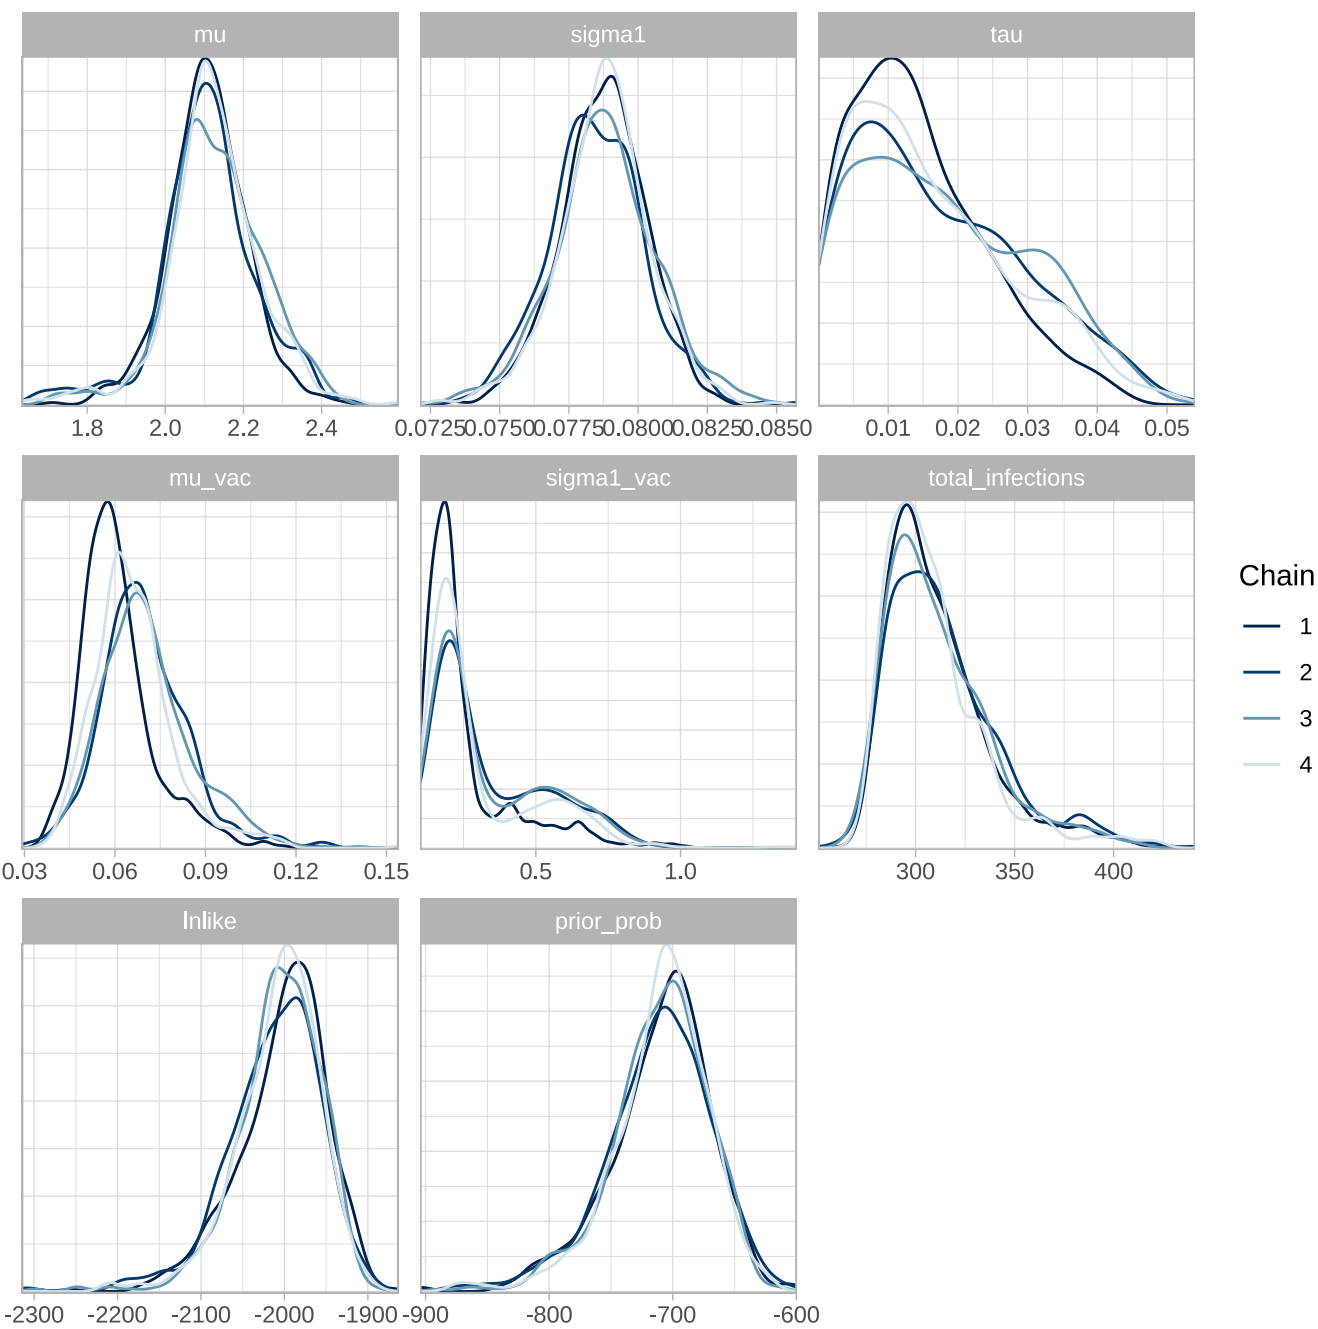 mu sigma1 tau
1.8 2.0 2.2 2.4 0.0725 0.0750 0.0775 0.0800 0.0825 0.0850 0.01 0.02 0.03 0.04 0.05
mu_vac sigma1_vac total_infections
0.03 0.06 0.09 0.12 0.15 0.5 1.0 300 350 400
Chain
1
2
3
4
lnlike prior_prob
-2300 -2200 -2100 -2000 -1900 -900 -800 -700 -600